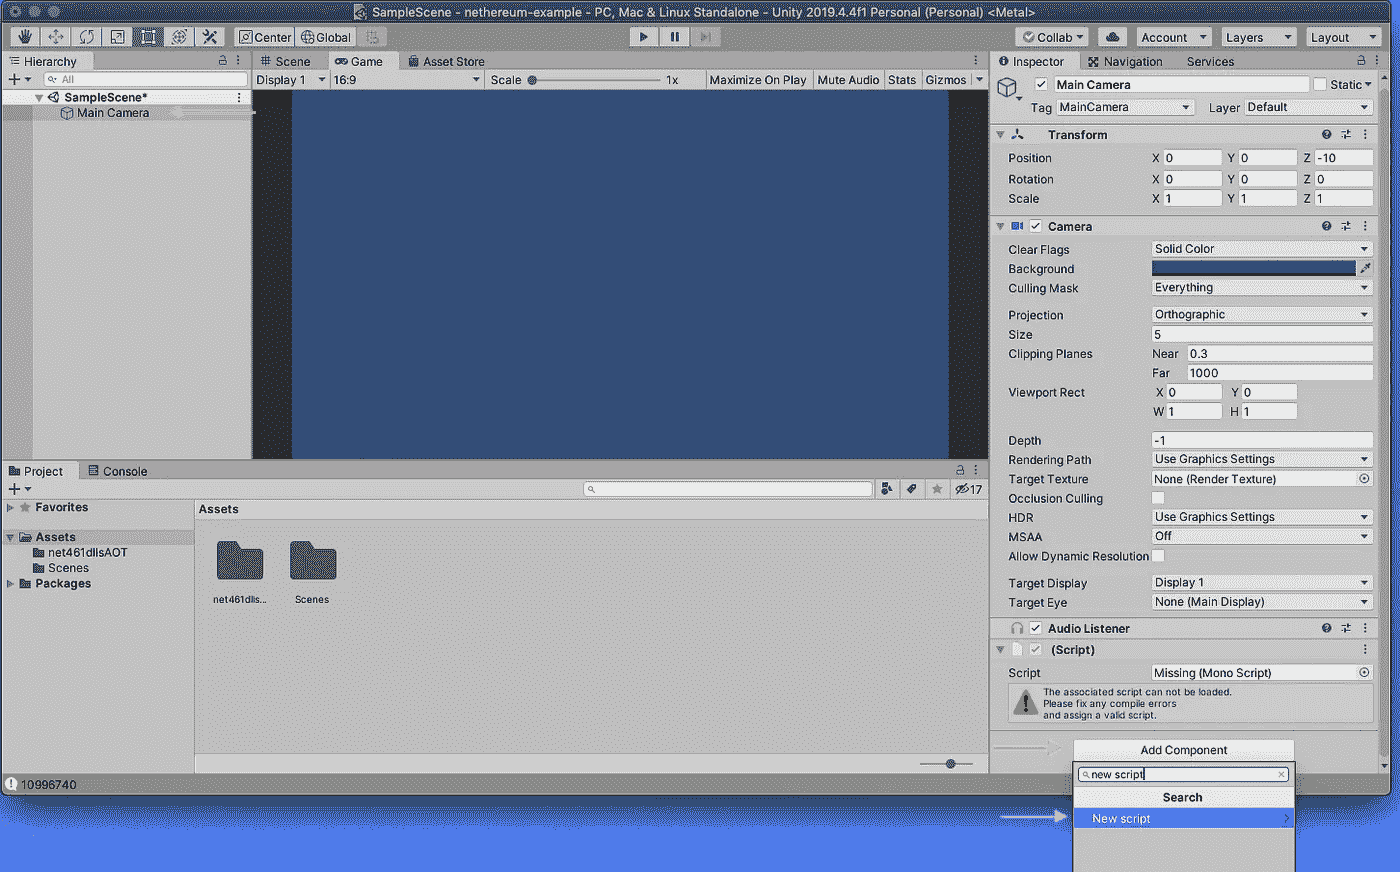 SampleScene - nethereum-example - PC, Mac & Linux Standalone - Unity 2019.4.4f1 Personal (Personal) <Metal>
Center Global
Collab Account Layers Layout
Hierarchy
All
SampleScene*
Main Camera
Scene Game Asset Store
Display 1 16:9 Scale 1x Maximize On Play Mute Audio Stats Gizmos
Inspector Navigation Services
Main Camera Static
Tag MainCamera Layer Default
Transform
Position X 0 Y 0 Z -10
Rotation X 0 Y 0 Z 0
Scale X 1 Y 1 Z 1
Camera
Clear Flags Solid Color
Background
Culling Mask Everything
Projection Orthographic
Size 5
Clipping Planes Near 0.3
Far 1000
Viewport Rect X 0 Y 0
W 1 H 1
Depth -1
Rendering Path Use Graphics Settings
Target Texture None (Render Texture)
Occlusion Culling
HDR Use Graphics Settings
MSAA Off
Allow Dynamic Resolution
Target Display Display 1
Target Eye None (Main Display)
Audio Listener
(Script)
Script Missing (Mono Script)
The associated script can not be loaded.
Please fix any compile errors
and assign a valid script.
Add Component
new script
Search
New script
Project Console
17
Favorites
Assets
net461dllsAOT
Scenes
Packages
Assets
net461dlls...
Scenes
10996740